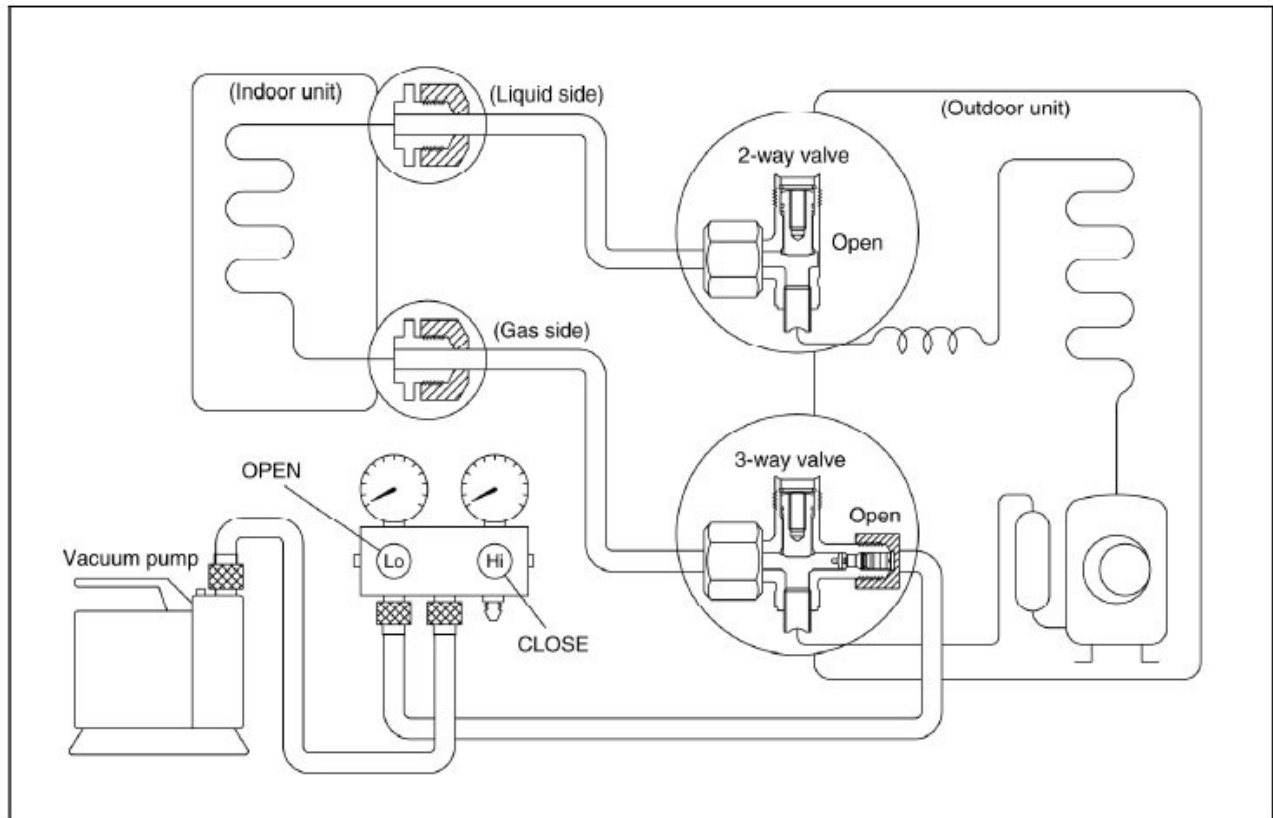 (Indoor unit)
(Liquid side)
(Outdoor unit)
2-way valve
Open
(Gas side)
3-way valve
Open
OPEN
Vacuum pump
Lo
Hi
CLOSE